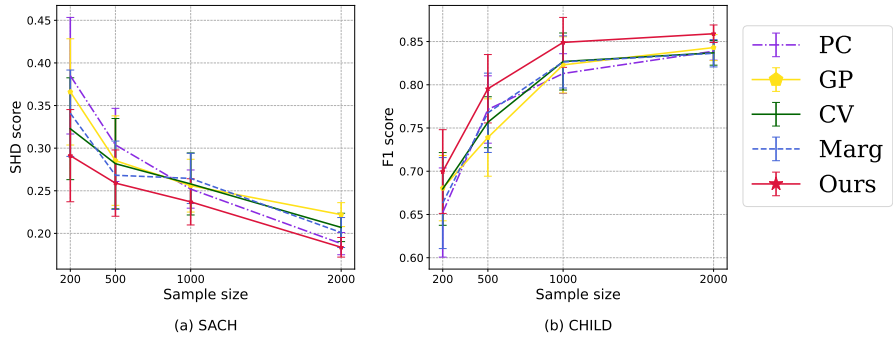 0.45
0.40
0.35
0.30
0.25
0.20
SHD score
200
500
1000
2000
Sample size
(a) SACH
0.85
0.80
0.75
0.70
0.65
0.60
F1 score
200
500
1000
2000
Sample size
(b) CHILD
PC
GP
CV
Marg
Ours